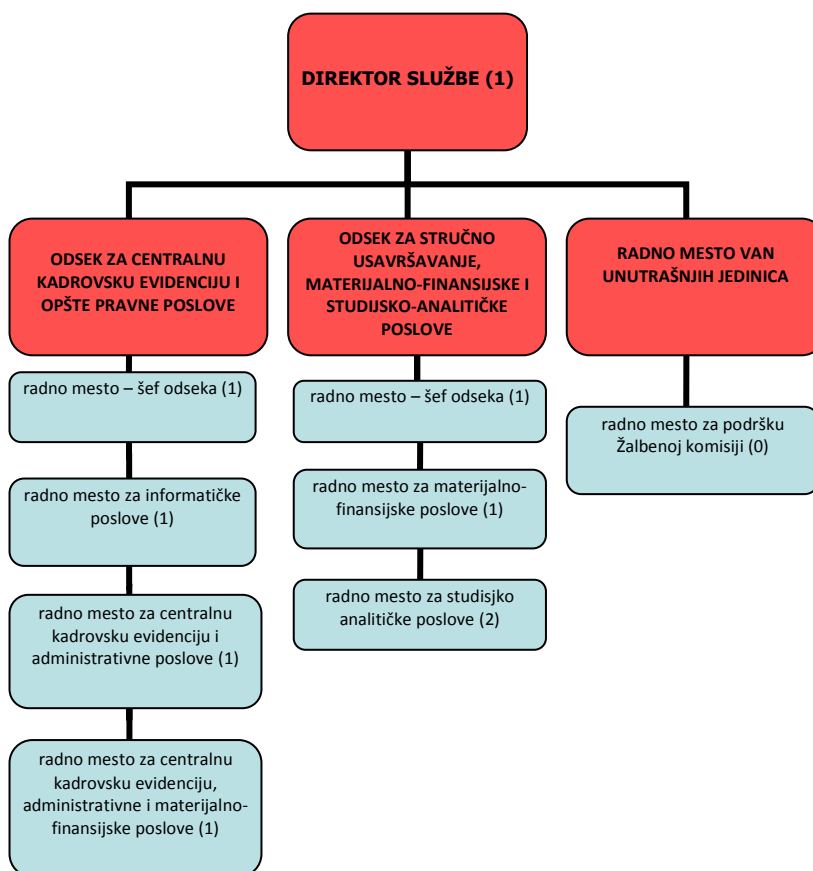 DIREKTOR SLUŽBE (1)
ODSEK ZA CENTRALNU
KADROVSKU EVIDENCIJU I
OPŠTE PRAVNE POSLOVE
radno mesto – šef odseka (1)
radno mesto za informatičke
poslove (1)
radno mesto za centralnu
kadrovsku evidenciju i
administrativne poslove (1)
radno mesto za centralnu
kadrovsku evidenciju,
administrativne i materijalno-
finansijske poslove (1)
ODSEK ZA STRUČNO
USAVRŠAVANJE,
MATERIJALNO-FINANSIJSKE I
STUDIJSKO-ANALITIČKE
POSLOVE
radno mesto – šef odseka (1)
radno mesto za materijalno-
finansijske poslove (1)
radno mesto za studisjko
analitičke poslove (2)
RADNO MESTO VAN
UNUTRAŠNJIH JEDINICA
radno mesto za podršku
Žalbenoj komisiji (0)